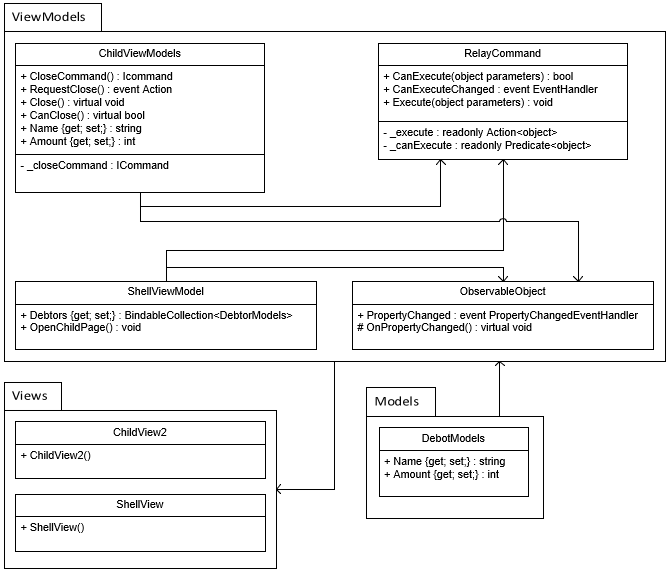 ViewModels
ChildViewModels
+ CloseCommand() : Icommand
+ RequestClose() : event Action
+ Close() : virtual void
+ CanClose() : virtual bool
+ Name {get; set;} : string
+ Amount {get; set;} : int
- _closeCommand : ICommand
RelayCommand
+ CanExecute(object parameters) : bool
+ CanExecuteChanged : event EventHandler
+ Execute(object parameters) : void
- _execute : readonly Action<object>
- _canExecute : readonly Predicate<object>
ShellViewModel
+ Debtors {get; set;} : BindableCollection<DebtorModels>
+ OpenChildPage() : void
ObservableObject
+ PropertyChanged : event PropertyChangedEventHandler
# OnPropertyChanged() : virtual void
Views
ChildView2
+ ChildView2()
ShellView
+ ShellView()
Models
DebotModels
+ Name {get; set;} : string
+ Amount {get; set;} : int